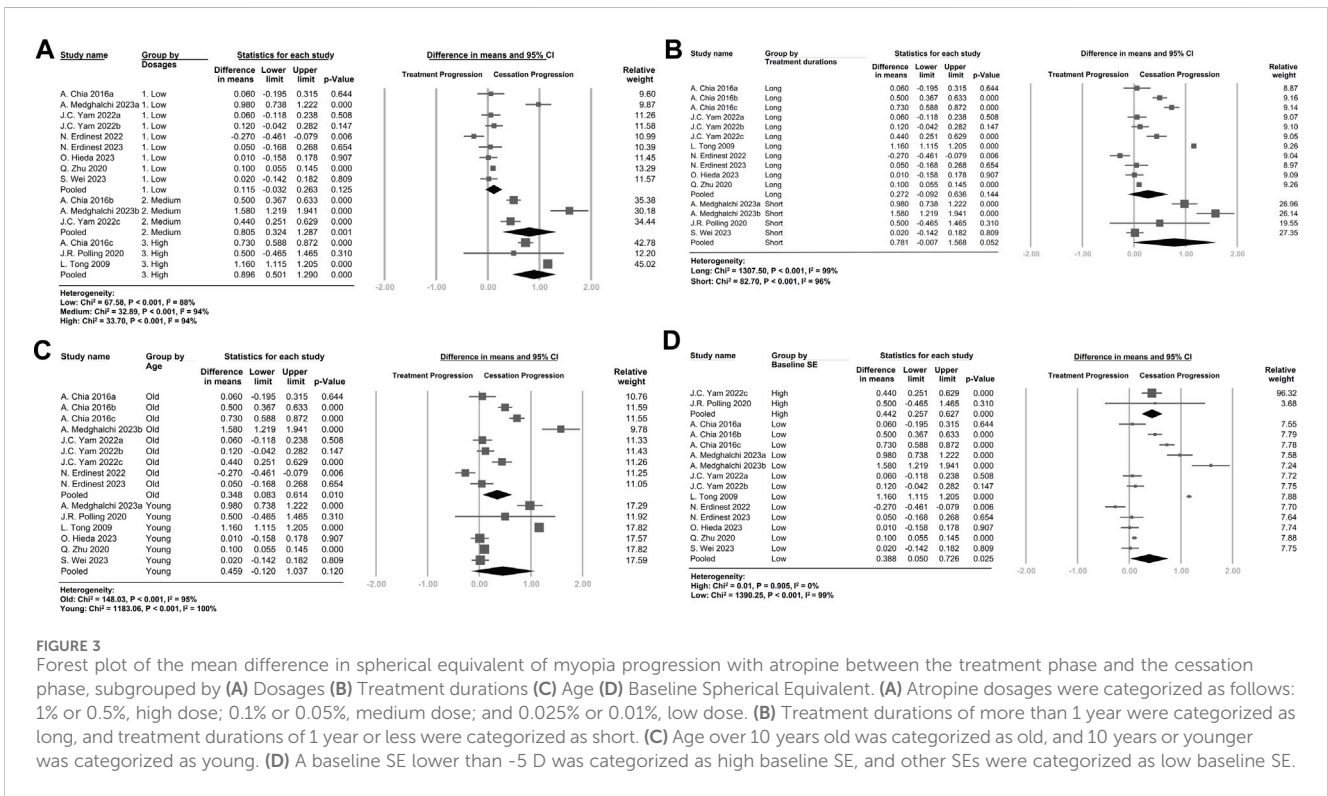 A
Study name Group by Dosages Statistics for each study Difference in means and 95% CI
Difference in means Lower limit Upper limit p-Value Treatment Progression Cessation Progression Relative weight
A. Chia 2016a 1. Low 0.060 -0.195 0.315 0.644 9.60
A. Medghalchi 2023a 1. Low 0.980 0.738 1.222 0.000 9.87
J.C. Yam 2022a 1. Low 0.060 -0.118 0.238 0.508 11.26
J.C. Yam 2022b 1. Low 0.120 -0.042 0.282 0.147 11.58
N. Erdinest 2022 1. Low -0.270 -0.461 -0.079 0.006 10.99
N. Erdinest 2023 1. Low 0.050 -0.168 0.268 0.654 10.39
O. Hieda 2023 1. Low 0.010 -0.158 0.178 0.907 11.45
Q. Zhu 2020 1. Low 0.100 0.055 0.145 0.000 13.29
S. Wei 2023 1. Low 0.020 -0.142 0.182 0.809 11.57
Pooled 1. Low 0.115 -0.032 0.263 0.125
A. Chia 2016b 2. Medium 0.500 0.367 0.633 0.000 35.38
A. Medghalchi 2023b 2. Medium 1.580 1.219 1.941 0.000 30.18
J.C. Yam 2022c 2. Medium 0.440 0.251 0.629 0.000 34.44
Pooled 2. Medium 0.805 0.324 1.287 0.001
A. Chia 2016c 3. High 0.730 0.588 0.872 0.000 42.78
J.R. Polling 2020 3. High 0.500 -0.465 1.465 0.310 12.20
L. Tong 2009 3. High 1.160 1.115 1.205 0.000 45.02
Pooled 3. High 0.896 0.501 1.290 0.000
-2.00 -1.00 0.00 1.00 2.00
Heterogeneity:
Low: Chi² = 67.58, P < 0.001, I² = 88%
Medium: Chi² = 32.89, P < 0.001, I² = 94%
High: Chi² = 33.70, P < 0.001, I² = 94%
B
Study name Group by Treatment durations Statistics for each study Difference in means and 95% CI
Difference in means Lower limit Upper limit p-Value Treatment Progression Cessation Progression Relative weight
A. Chia 2016a Long 0.060 -0.195 0.315 0.644 8.87
A. Chia 2016b Long 0.500 0.367 0.633 0.000 9.16
A. Chia 2016c Long 0.730 0.588 0.872 0.000 9.14
J.C. Yam 2022a Long 0.060 -0.118 0.238 0.508 9.07
J.C. Yam 2022b Long 0.120 -0.042 0.282 0.147 9.10
J.C. Yam 2022c Long 0.440 0.251 0.629 0.000 9.05
L. Tong 2009 Long 1.160 1.115 1.205 0.000 9.26
N. Erdinest 2022 Long -0.270 -0.461 -0.079 0.006 9.04
N. Erdinest 2023 Long 0.050 -0.168 0.268 0.654 8.97
O. Hieda 2023 Long 0.010 -0.158 0.178 0.907 9.09
Q. Zhu 2020 Long 0.100 0.055 0.145 0.000 9.26
Pooled Long 0.272 -0.092 0.636 0.144
A. Medghalchi 2023a Short 0.980 0.738 1.222 0.000 26.96
A. Medghalchi 2023b Short 1.580 1.219 1.941 0.000 26.14
J.R. Polling 2020 Short 0.500 -0.465 1.465 0.310 19.55
S. Wei 2023 Short 0.020 -0.142 0.182 0.809 27.35
Pooled Short 0.781 -0.007 1.568 0.052
-2.00 -1.00 0.00 1.00 2.00
Heterogeneity:
Long: Chi² = 1307.50, P < 0.001, I² = 99%
Short: Chi² = 82.70, P < 0.001, I² = 96%
C
Study name Group by Age Statistics for each study Difference in means and 95% CI
Difference in means Lower limit Upper limit p-Value Treatment Progression Cessation Progression Relative weight
A. Chia 2016a Old 0.060 -0.195 0.315 0.644 10.76
A. Chia 2016b Old 0.500 0.367 0.633 0.000 11.59
A. Chia 2016c Old 0.730 0.588 0.872 0.000 11.55
A. Medghalchi 2023b Old 1.580 1.219 1.941 0.000 9.78
J.C. Yam 2022a Old 0.060 -0.118 0.238 0.508 11.33
J.C. Yam 2022b Old 0.120 -0.042 0.282 0.147 11.43
J.C. Yam 2022c Old 0.440 0.251 0.629 0.000 11.26
N. Erdinest 2022 Old -0.270 -0.461 -0.079 0.006 11.25
N. Erdinest 2023 Old 0.050 -0.168 0.268 0.654 11.05
Pooled Old 0.348 0.083 0.614 0.010
A. Medghalchi 2023a Young 0.980 0.738 1.222 0.000 17.29
J.R. Polling 2020 Young 0.500 -0.465 1.465 0.310 11.92
L. Tong 2009 Young 1.160 1.115 1.205 0.000 17.82
O. Hieda 2023 Young 0.010 -0.158 0.178 0.907 17.57
Q. Zhu 2020 Young 0.100 0.055 0.145 0.000 17.82
S. Wei 2023 Young 0.020 -0.142 0.182 0.809 17.59
Pooled Young 0.459 -0.120 1.037 0.120
-2.00 -1.00 0.00 1.00 2.00
Heterogeneity:
Old: Chi² = 148.03, P < 0.001, I² = 95%
Young: Chi² = 1183.06, P < 0.001, I² = 100%
D
Study name Group by Baseline SE Statistics for each study Difference in means and 95% CI
Difference in means Lower limit Upper limit p-Value Treatment Progression Cessation Progression Relative weight
J.C. Yam 2022c High 0.440 0.251 0.629 0.000 96.32
J.R. Polling 2020 High 0.500 -0.465 1.465 0.310 3.68
Pooled High 0.442 0.257 0.627 0.000
A. Chia 2016a Low 0.060 -0.195 0.315 0.644 7.55
A. Chia 2016b Low 0.500 0.367 0.633 0.000 7.79
A. Chia 2016c Low 0.730 0.588 0.872 0.000 7.78
A. Medghalchi 2023a Low 0.980 0.738 1.222 0.000 7.58
A. Medghalchi 2023b Low 1.580 1.219 1.941 0.000 7.24
J.C. Yam 2022a Low 0.060 -0.118 0.238 0.508 7.72
J.C. Yam 2022b Low 0.120 -0.042 0.282 0.147 7.75
L. Tong 2009 Low 1.160 1.115 1.205 0.000 7.88
N. Erdinest 2022 Low -0.270 -0.461 -0.079 0.006 7.70
N. Erdinest 2023 Low 0.050 -0.168 0.268 0.654 7.64
O. Hieda 2023 Low 0.010 -0.158 0.178 0.907 7.74
Q. Zhu 2020 Low 0.100 0.055 0.145 0.000 7.88
S. Wei 2023 Low 0.020 -0.142 0.182 0.809 7.75
Pooled Low 0.388 0.050 0.726 0.025
-2.00 -1.00 0.00 1.00 2.00
Heterogeneity:
High: Chi² = 0.01, P = 0.905, I² = 0%
Low: Chi² = 1390.25, P < 0.001, I² = 99%
FIGURE 3
Forest plot of the mean difference in spherical equivalent of myopia progression with atropine between the treatment phase and the cessation
phase, subgrouped by (A) Dosages (B) Treatment durations (C) Age (D) Baseline Spherical Equivalent. (A) Atropine dosages were categorized as follows:
1% or 0.5%, high dose; 0.1% or 0.05%, medium dose; and 0.025% or 0.01%, low dose. (B) Treatment durations of more than 1 year were categorized as
long, and treatment durations of 1 year or less were categorized as short. (C) Age over 10 years old was categorized as old, and 10 years or younger
was categorized as young. (D) A baseline SE lower than -5 D was categorized as high baseline SE, and other SEs were categorized as low baseline SE.